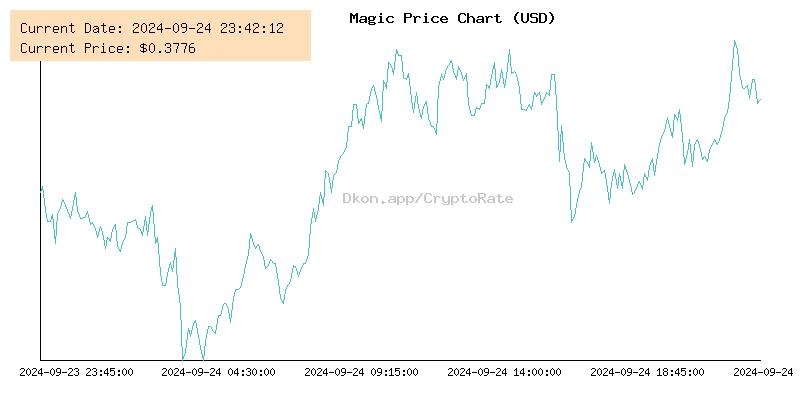 Magic Price Chart (USD)
Current Date: 2024-09-24 23:42:12
Current Price: $0.3776
Dkon.app/CryptoRate
2024-09-23 23:45:00 2024-09-24 04:30:00 2024-09-24 09:15:00 2024-09-24 14:00:00 2024-09-24 18:45:00 2024-09-24